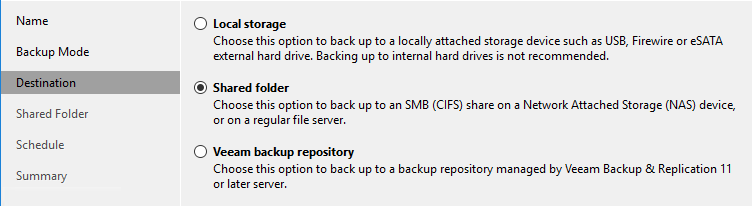 Name
Backup Mode
Destination
Shared Folder
Schedule
Summary
Local storage
Choose this option to back up to a locally attached storage device such as USB, Firewire or eSATA
external hard drive. Backing up to internal hard drives is not recommended.
Shared folder
Choose this option to back up to an SMB (CIFS) share on a Network Attached Storage (NAS) device,
or on a regular file server.
Veeam backup repository
Choose this option to back up to a backup repository managed by Veeam Backup & Replication 11
or later server.